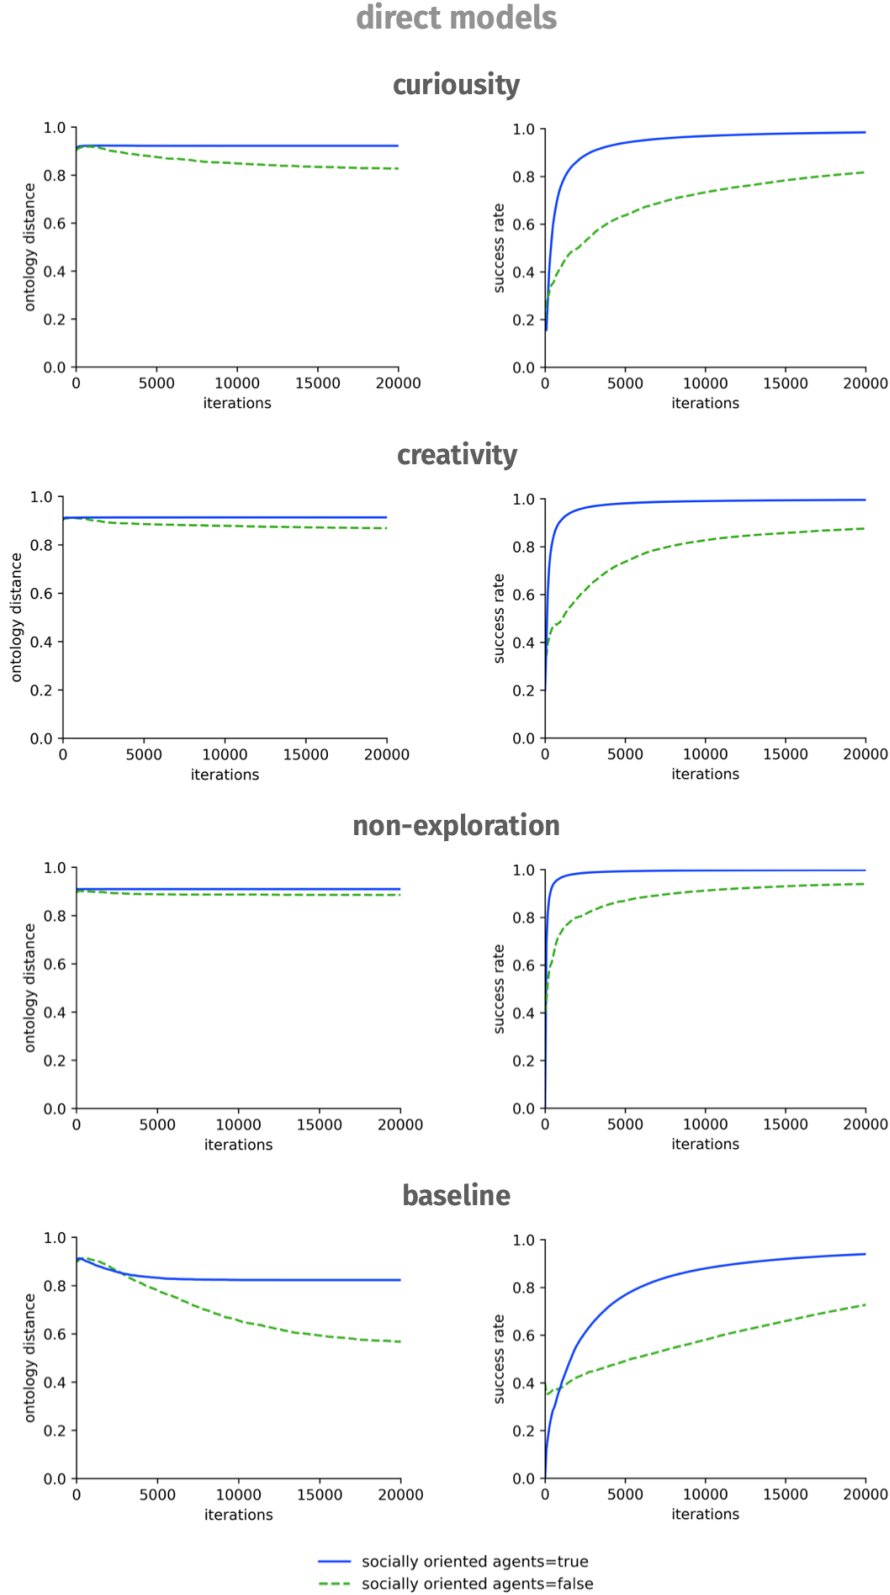 direct models
curiousity
1.0
0.8
0.6
0.4
0.2
0.0
ontology distance
0 5000 10000 15000 20000
iterations
1.0
0.8
0.6
0.4
0.2
0.0
success rate
0 5000 10000 15000 20000
iterations
creativity
1.0
0.8
0.6
0.4
0.2
0.0
ontology distance
0 5000 10000 15000 20000
iterations
1.0
0.8
0.6
0.4
0.2
0.0
success rate
0 5000 10000 15000 20000
iterations
non-exploration
1.0
0.8
0.6
0.4
0.2
0.0
ontology distance
0 5000 10000 15000 20000
iterations
1.0
0.8
0.6
0.4
0.2
0.0
success rate
0 5000 10000 15000 20000
iterations
baseline
1.0
0.8
0.6
0.4
0.2
0.0
ontology distance
0 5000 10000 15000 20000
iterations
1.0
0.8
0.6
0.4
0.2
0.0
success rate
0 5000 10000 15000 20000
iterations
socially oriented agents=true
socially oriented agents=false